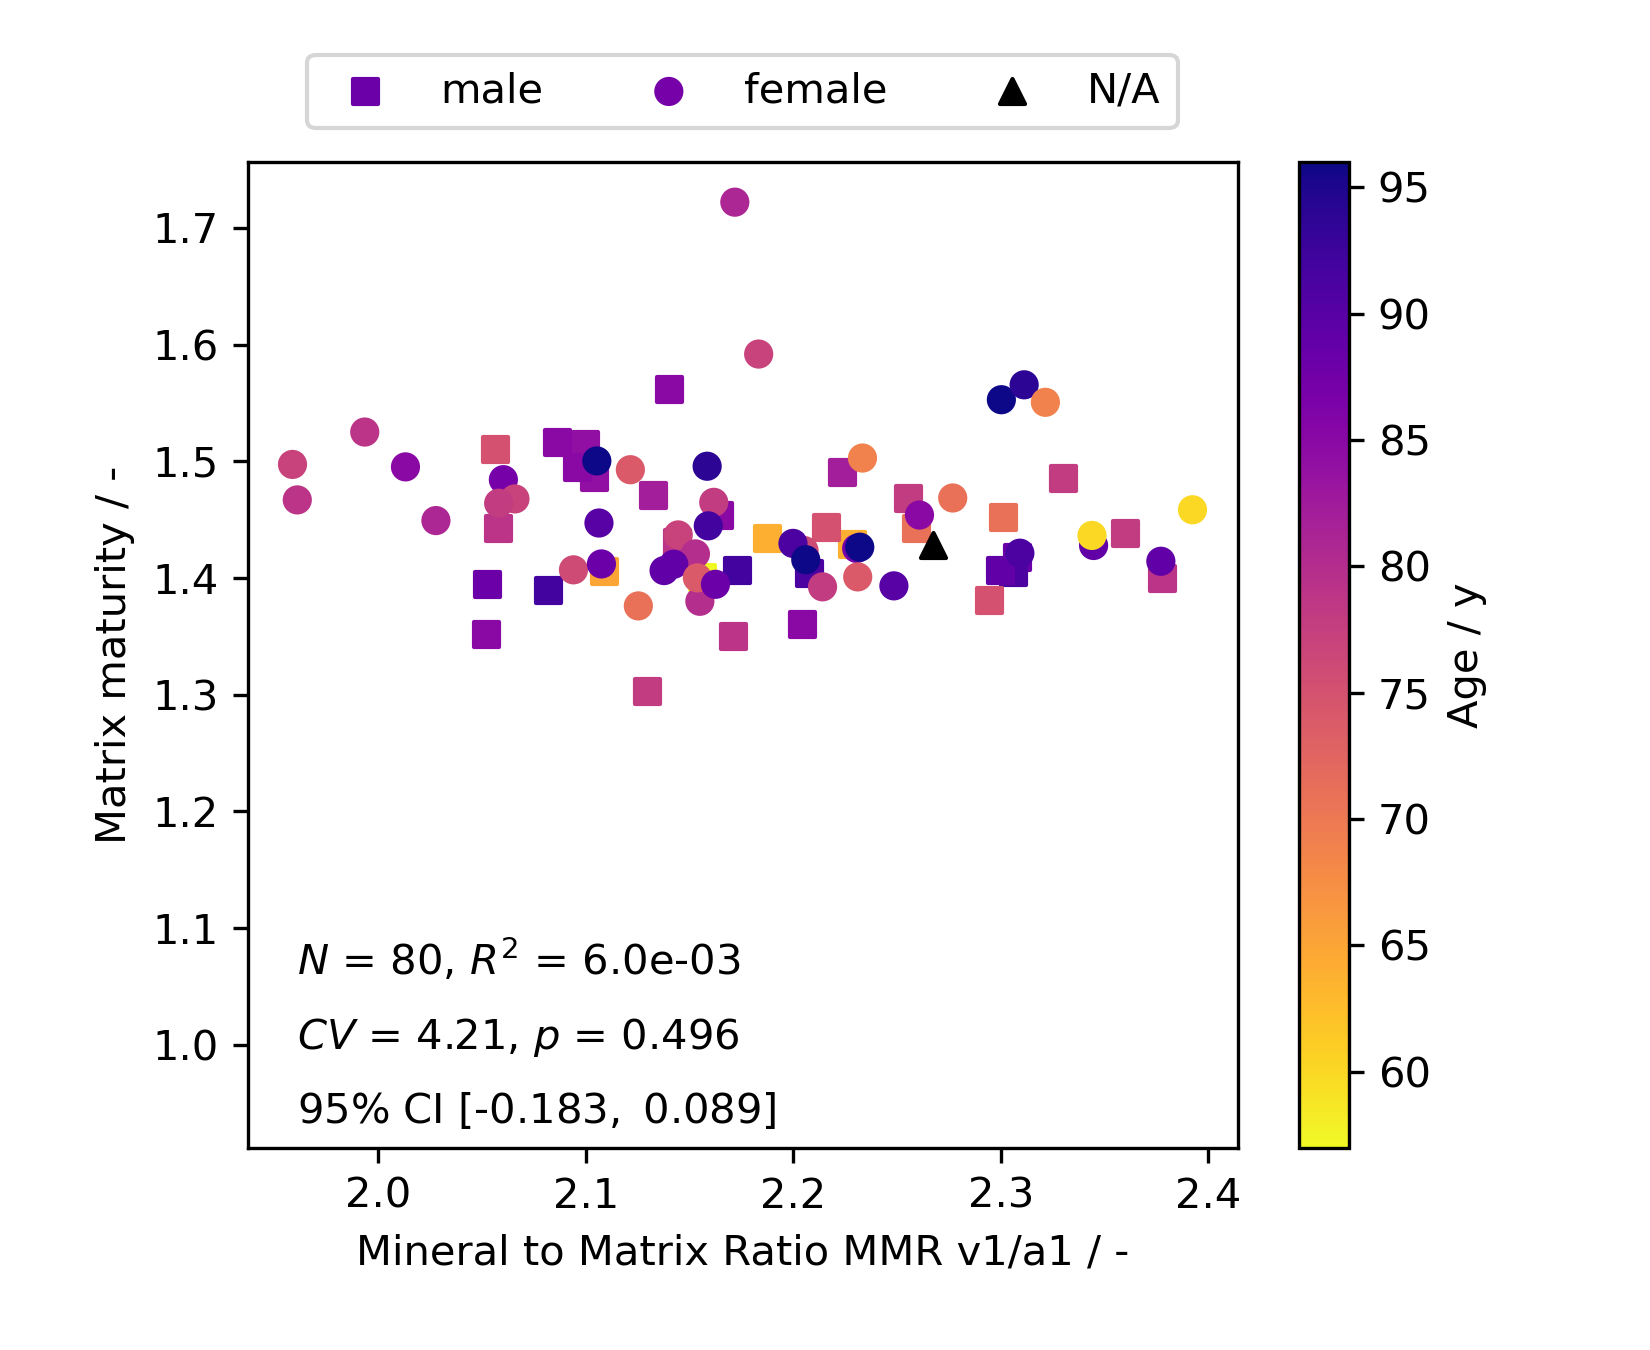 male female N/A
1.7
1.6
1.5
1.4
1.3
1.2
1.1
1.0
Matrix maturity / -
N = 80, R² = 6.0e-03
CV = 4.21, p = 0.496
95% CI [-0.183, 0.089]
2.0 2.1 2.2 2.3 2.4
Mineral to Matrix Ratio MMR v1/a1 / -
95
90
85
80
75
70
65
60
Age / y